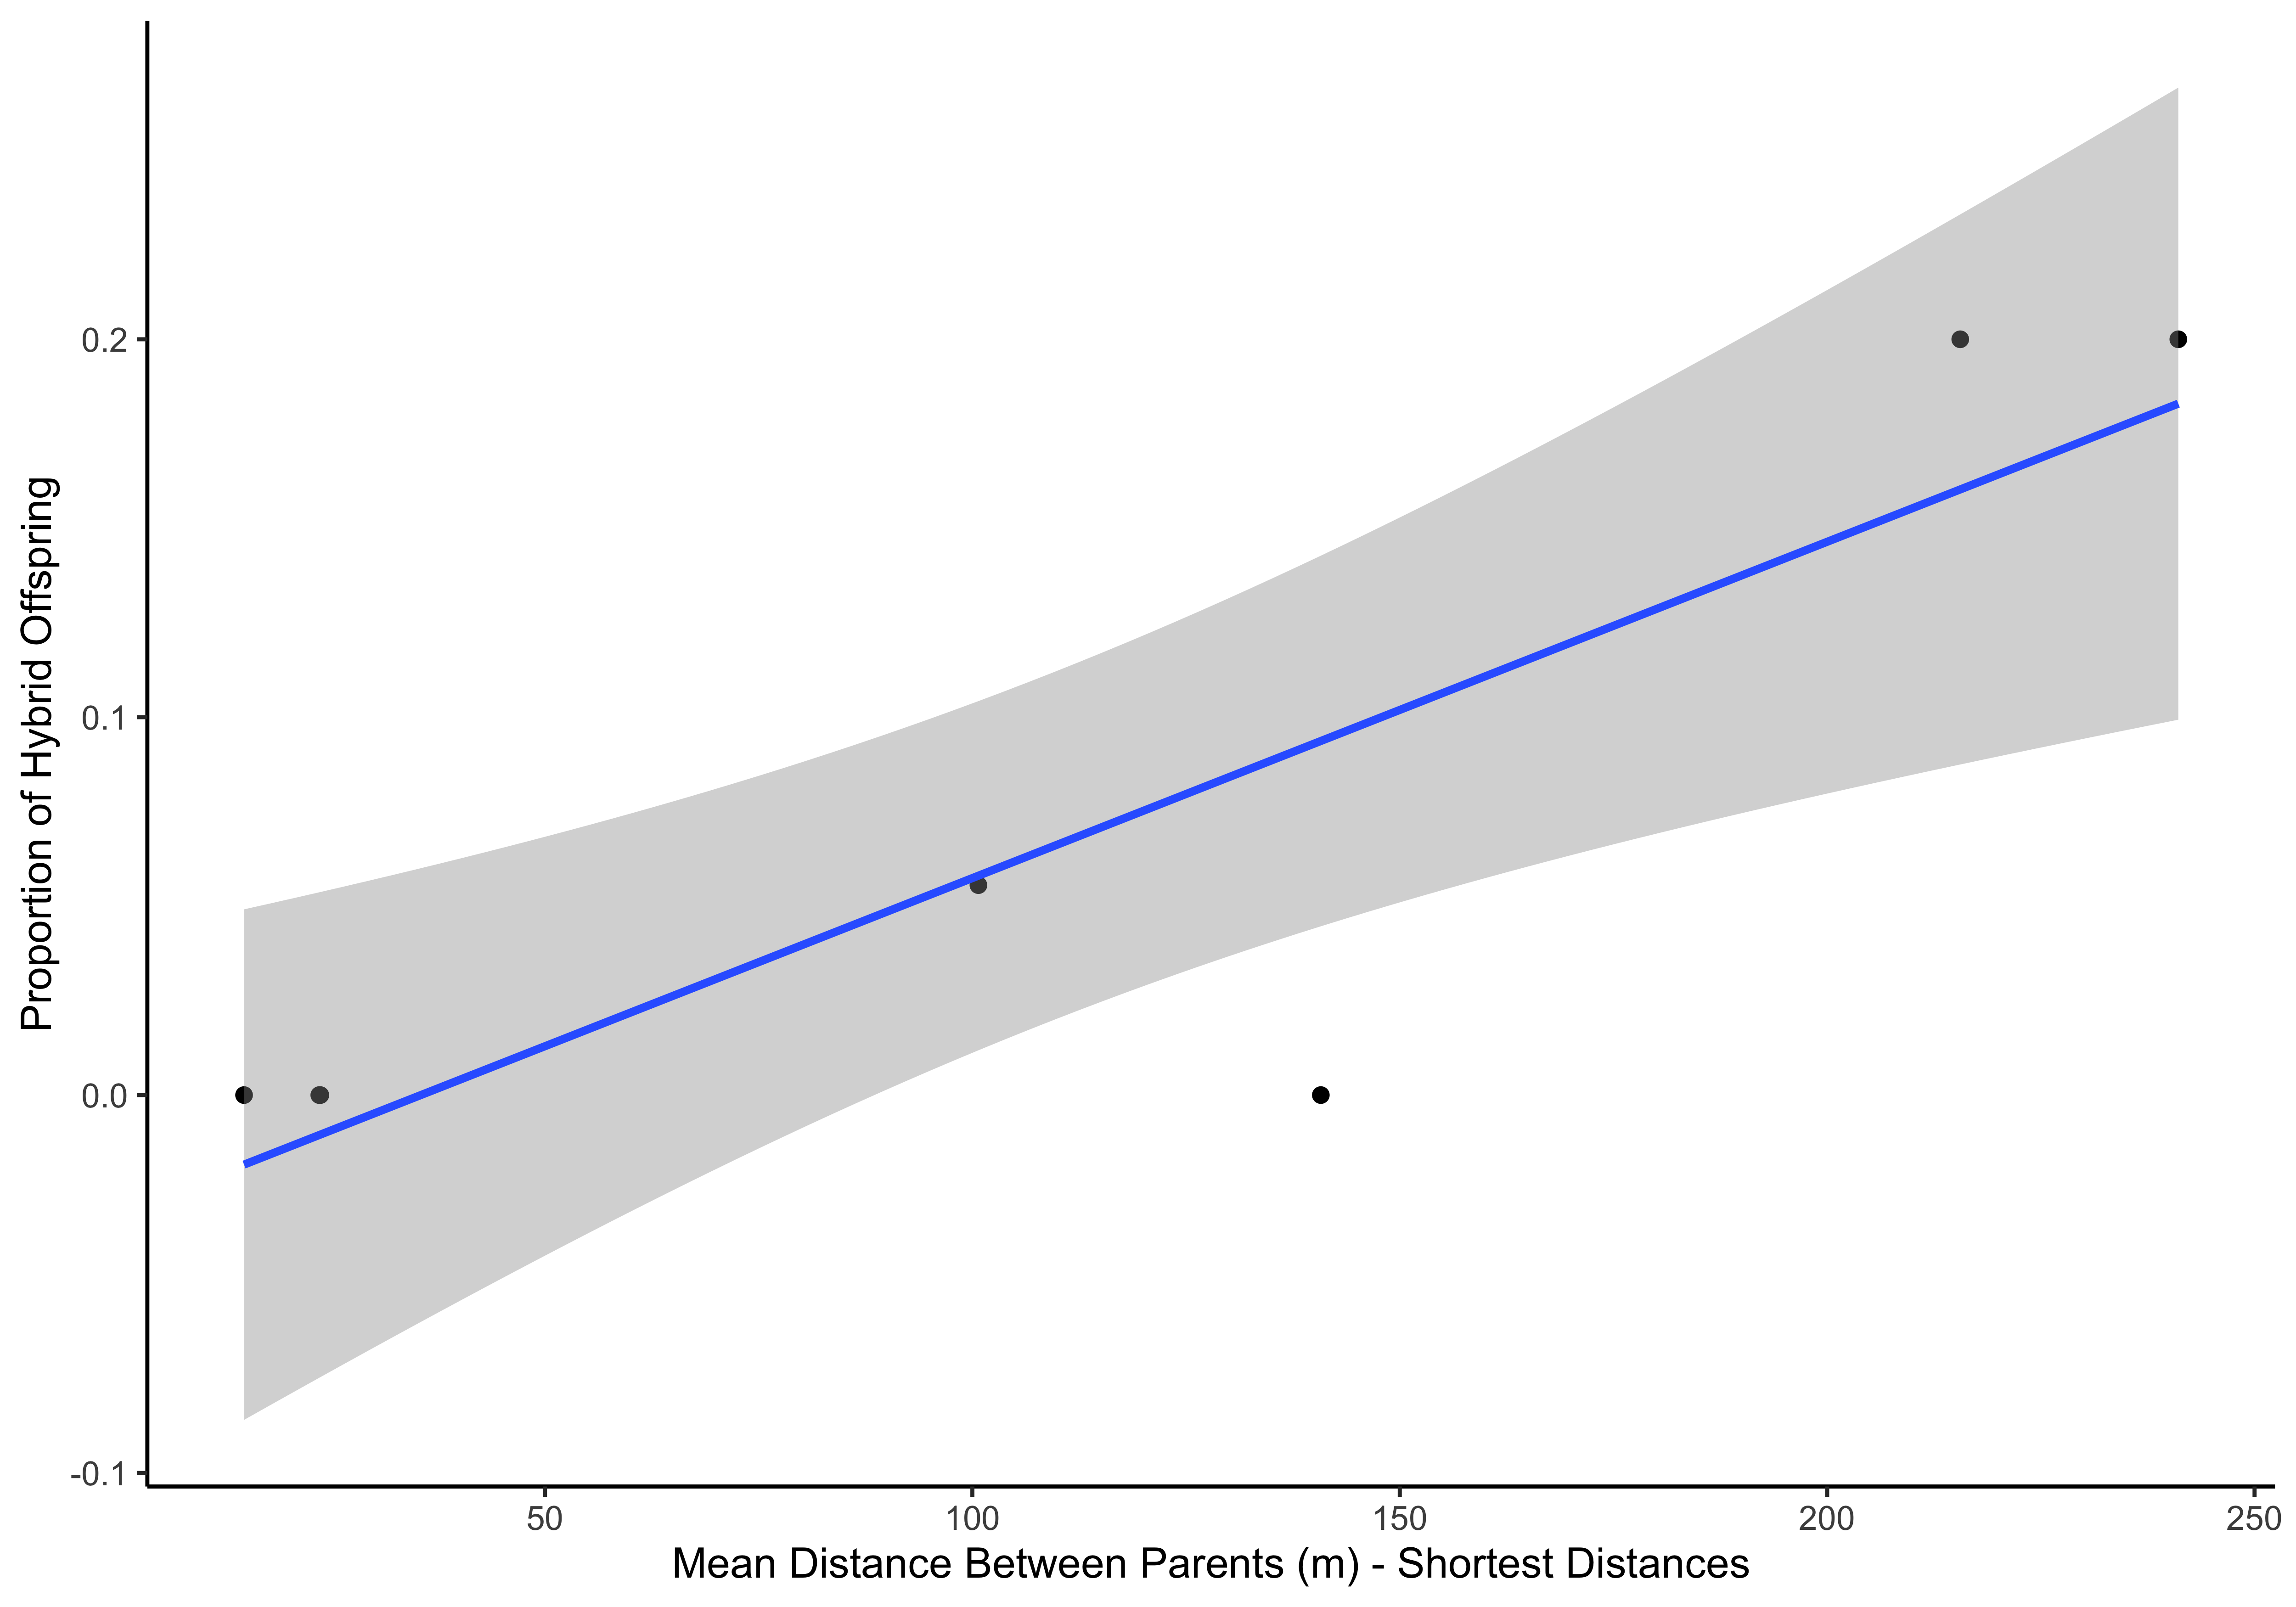 Proportion of Hybrid Offspring
0.2
0.1
0.0
-0.1
50 100 150 200 250
Mean Distance Between Parents (m) - Shortest Distances